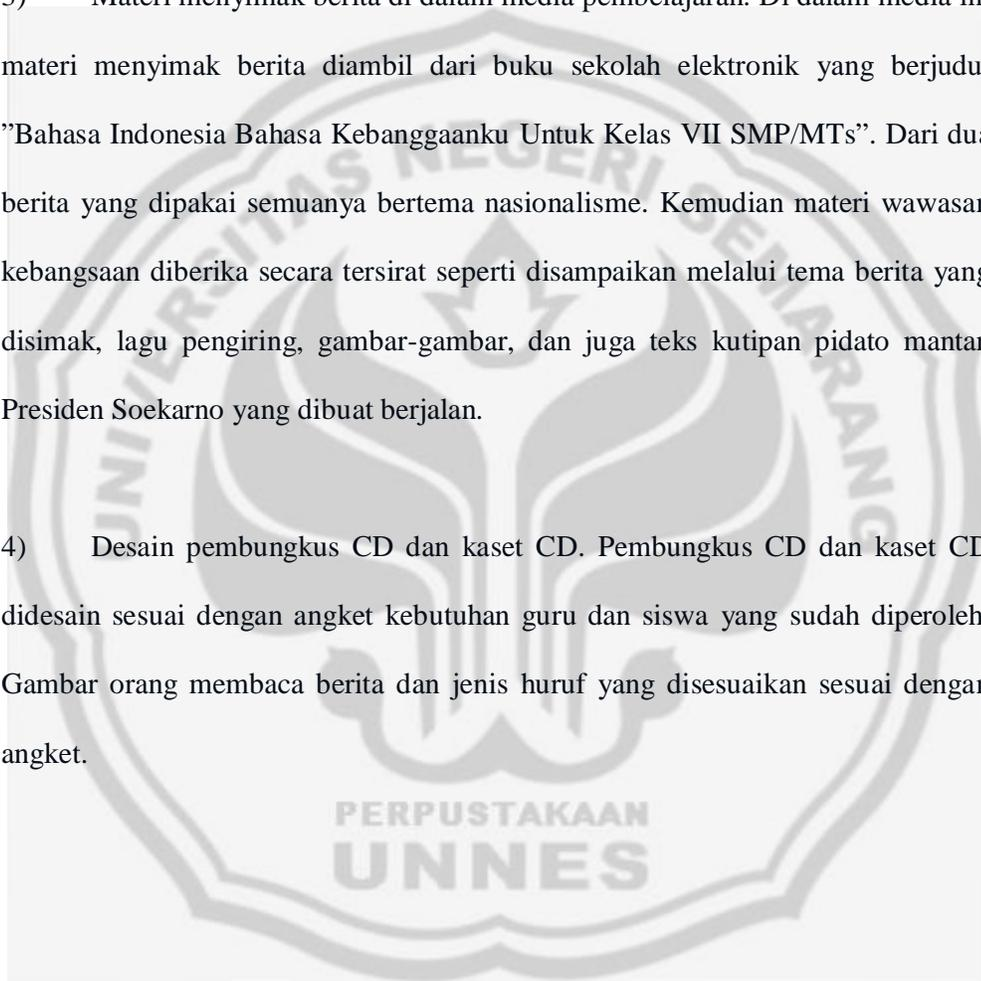 Materi menyimak berita di dalam media pembelajaran. Di dalam media
materi menyimak berita diambil dari buku sekolah elektronik yang berjudu
”Bahasa Indonesia Bahasa Kebanggaanku Untuk Kelas VII SMP/MTs”. Dari dua
berita yang dipakai semuanya bertema nasionalisme. Kemudian materi wawasan
kebangsaan diberika secara tersirat seperti disampaikan melalui tema berita yang
disimak, lagu pengiring, gambar-gambar, dan juga teks kutipan pidato mantan
Presiden Soekarno yang dibuat berjalan.
4) Desain pembungkus CD dan kaset CD. Pembungkus CD dan kaset CD
didesain sesuai dengan angket kebutuhan guru dan siswa yang sudah diperoleh
Gambar orang membaca berita dan jenis huruf yang disesuaikan sesuai dengan
angket.
UNIVERSITAS NEGERI SEMARANG
PERPUSTAKAAN
UNNES